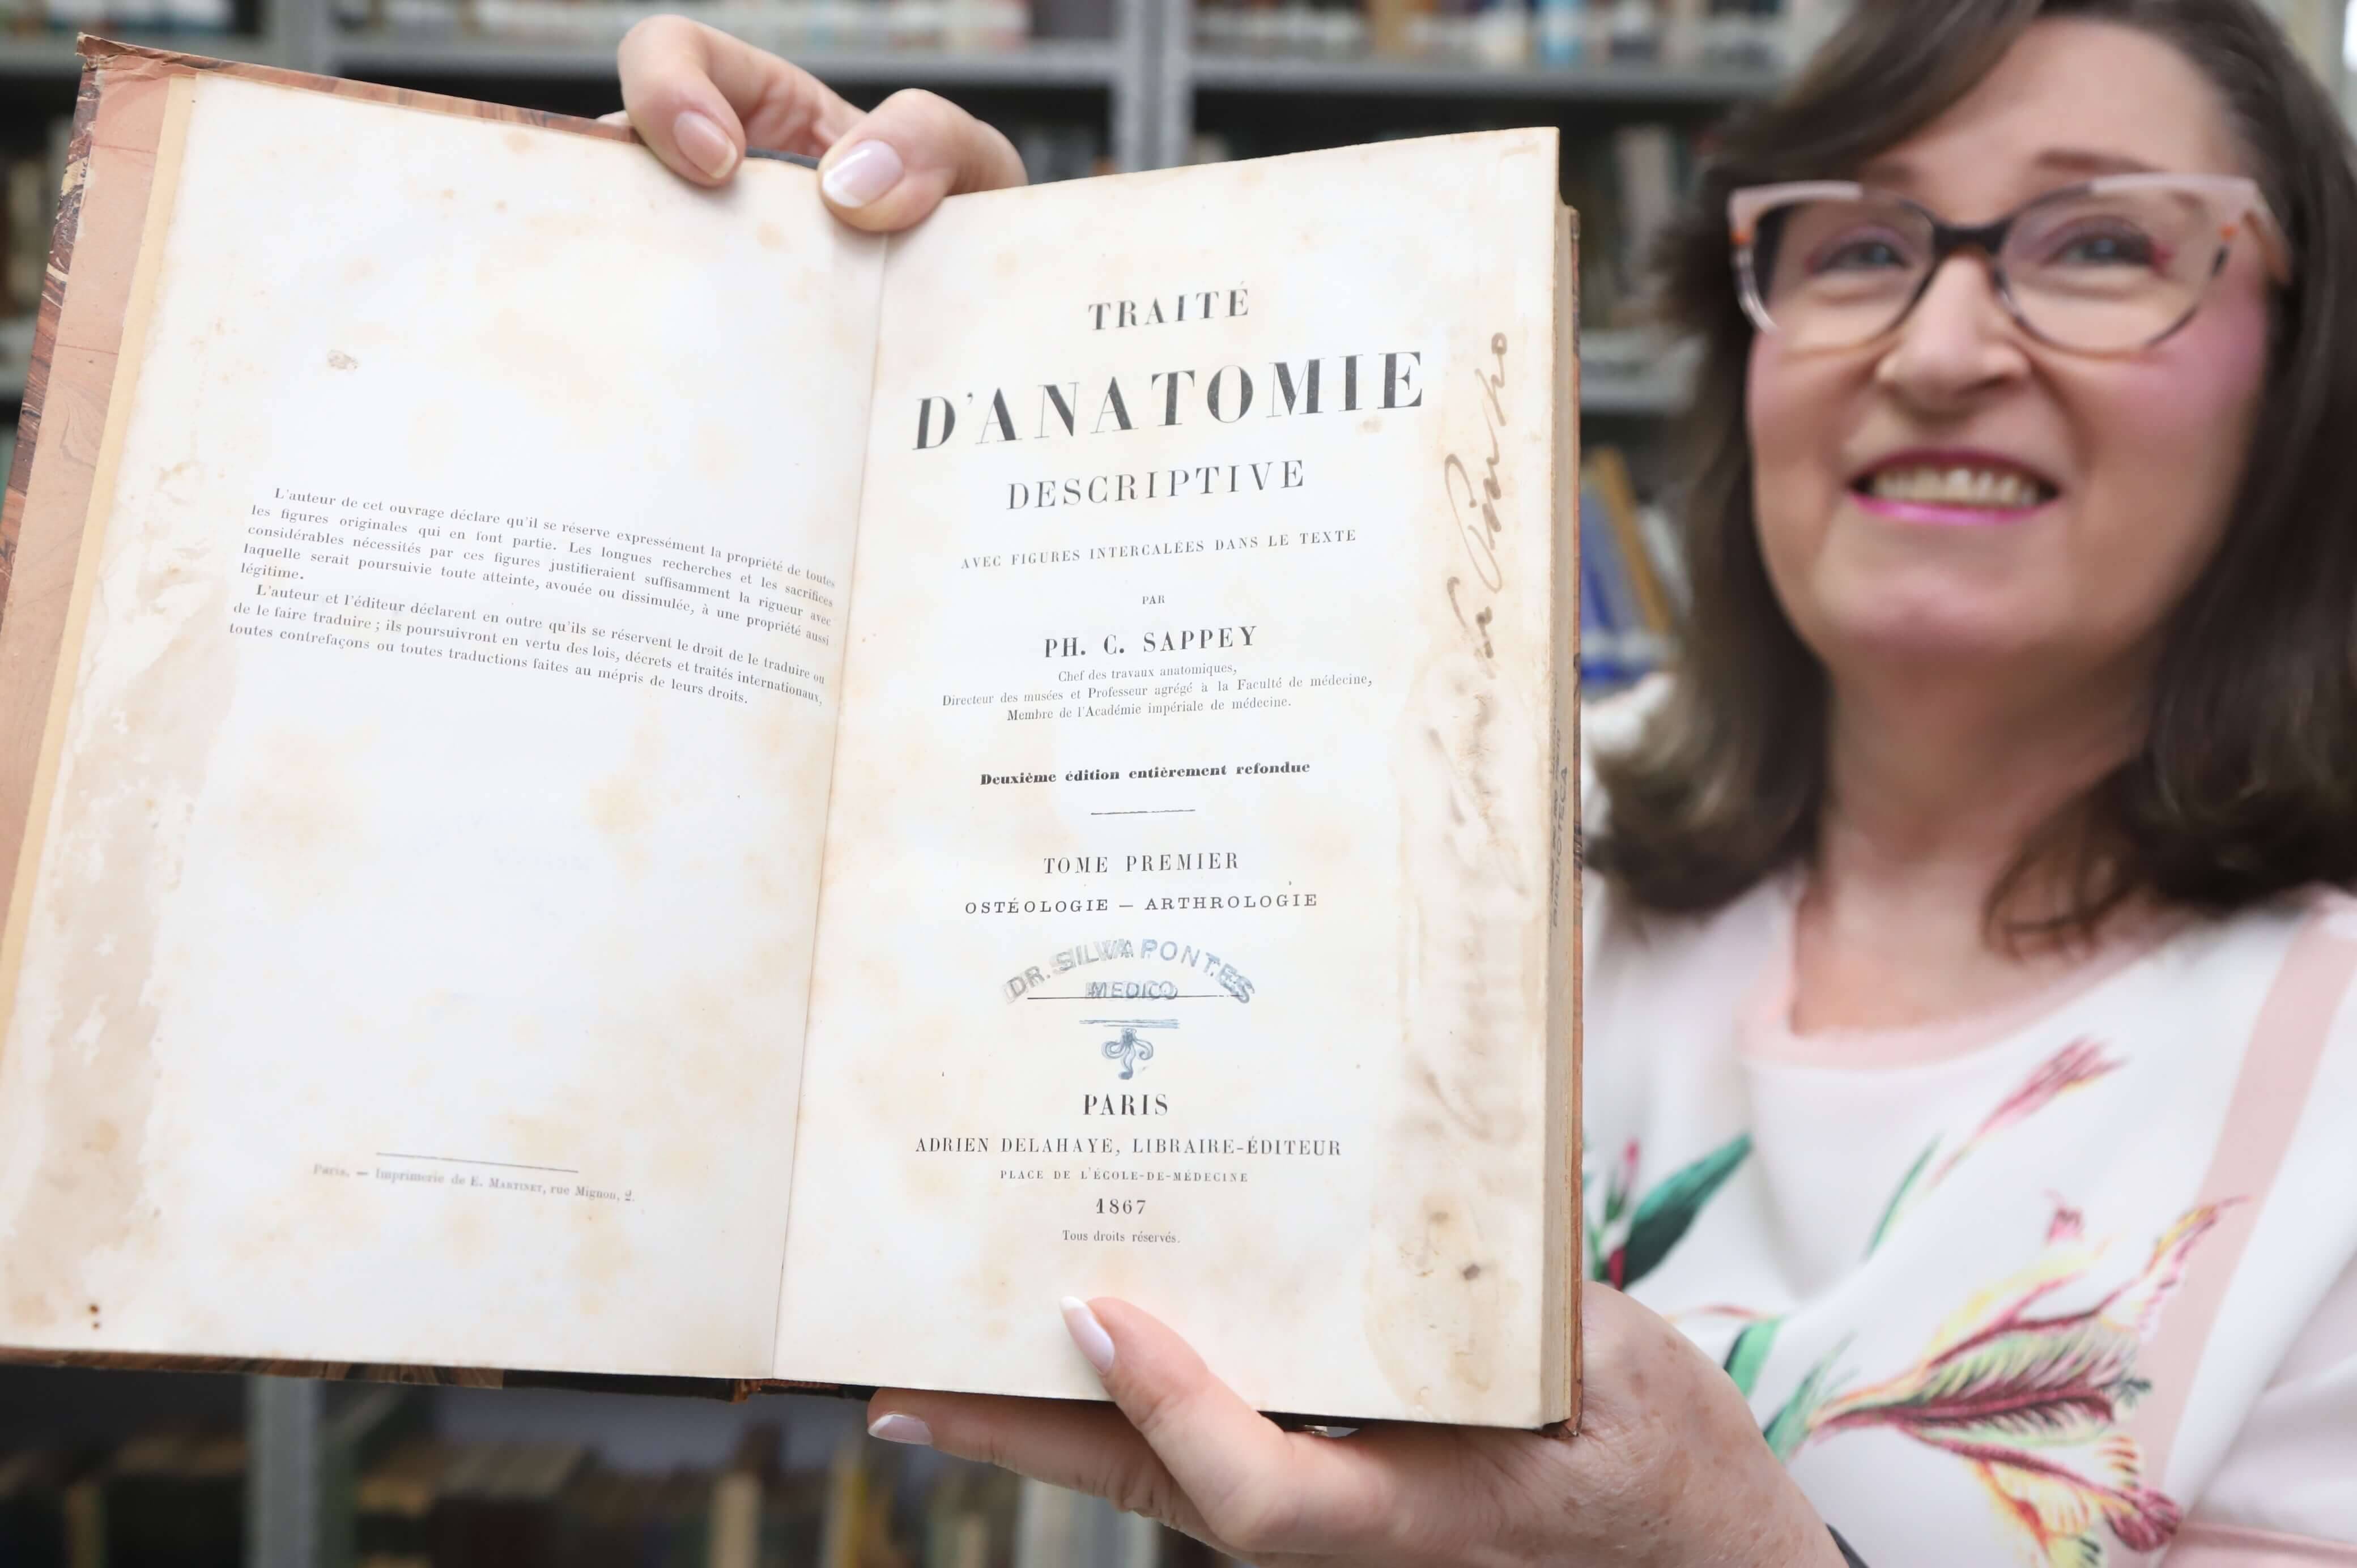 L'auteur de cet ouvrage déclare qu'il se réserve expressément la propriété de toutes
les figures originales qui en font partie. Les longues recherches et les sacrifices
considérables nécessités par ces figures justifieraient suffisamment la rigueur avec
laquelle serait poursuivie toute atteinte, avouée ou dissimulée, à une propriété aussi
légitime.
L'auteur et l'éditeur déclarent en outre qu'ils se réservent le droit de le traduire ou
de le faire traduire ; ils poursuivront en vertu des lois, décrets et traités internationaux,
toutes contrefaçons ou toutes traductions faites au mépris de leurs droits.
Paris. — Imprimerie de E. MARTINET, rue Mignon, 2.
TRAITÉ
D'ANATOMIE
DESCRIPTIVE
AVEC FIGURES INTERCALÉES DANS LE TEXTE
PAR
PH. C. SAPPEY
Chef des travaux anatomiques,
Directeur des musées et Professeur agrégé à la Faculté de médecine,
Membre de l'Académie impériale de médecine.
Deuxième édition entièrement refondue
TOME PREMIER
OSTÉOLOGIE — ARTHROLOGIE
DR. SILVA PONTES
MEDICO
PARIS
ADRIEN DELAHAYE, LIBRAIRE-ÉDITEUR
PLACE DE L'ÉCOLE-DE-MÉDECINE
1867
Tous droits réservés.
BIBLIOTECA